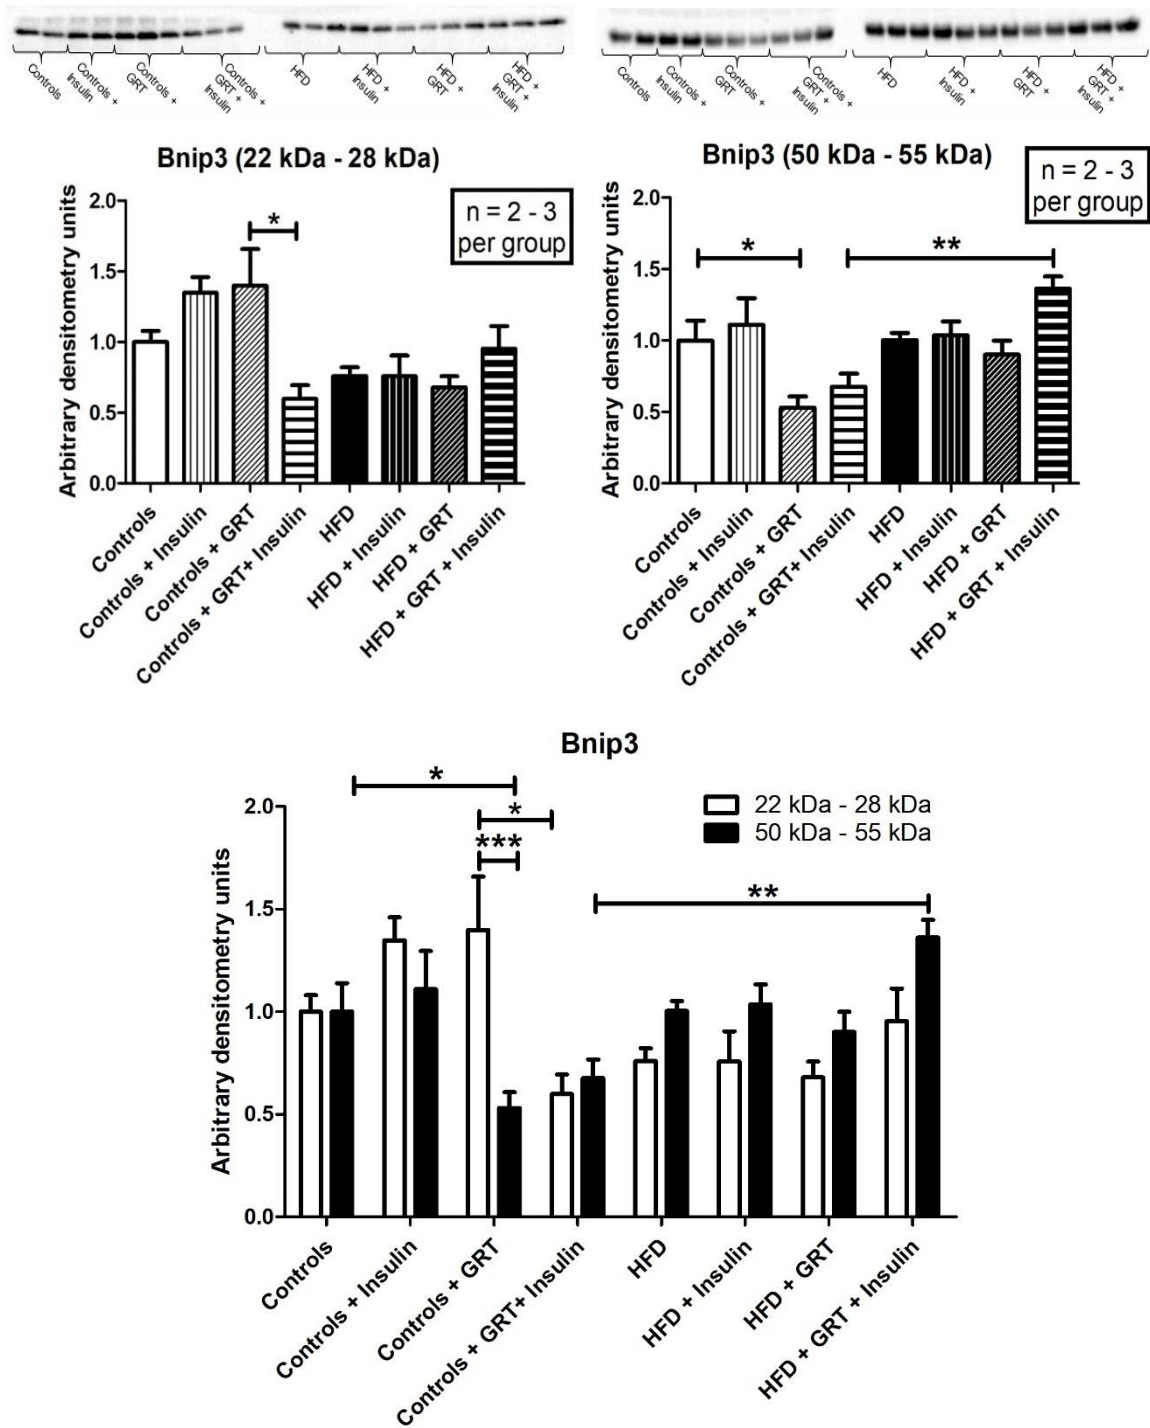 Controls
Controls +
Insulin
Controls +
GRT
Controls +
GRT +
Insulin
HFD
HFD +
Insulin
HFD +
GRT
HFD +
GRT +
Insulin
Controls
Controls +
Insulin
Controls +
GRT
Controls +
GRT +
Insulin
HFD
HFD +
Insulin
HFD +
GRT
HFD +
GRT +
Insulin
Bnip3 (22 kDa - 28 kDa)
n = 2 - 3
per group
Arbitrary densitometry units
2.0
1.5
1.0
0.5
0.0
*
Controls
Controls + Insulin
Controls + GRT
Controls + GRT+ Insulin
HFD
HFD + Insulin
HFD + GRT
HFD + GRT + Insulin
Bnip3 (50 kDa - 55 kDa)
n = 2 - 3
per group
Arbitrary densitometry units
2.0
1.5
1.0
0.5
0.0
*
**
Controls
Controls + Insulin
Controls + GRT
Controls + GRT+ Insulin
HFD
HFD + Insulin
HFD + GRT
HFD + GRT + Insulin
Bnip3
22 kDa - 28 kDa
50 kDa - 55 kDa
Arbitrary densitometry units
2.0
1.5
1.0
0.5
0.0
*
*
***
**
Controls
Controls + Insulin
Controls + GRT
Controls + GRT+ Insulin
HFD
HFD + Insulin
HFD + GRT
HFD + GRT + Insulin